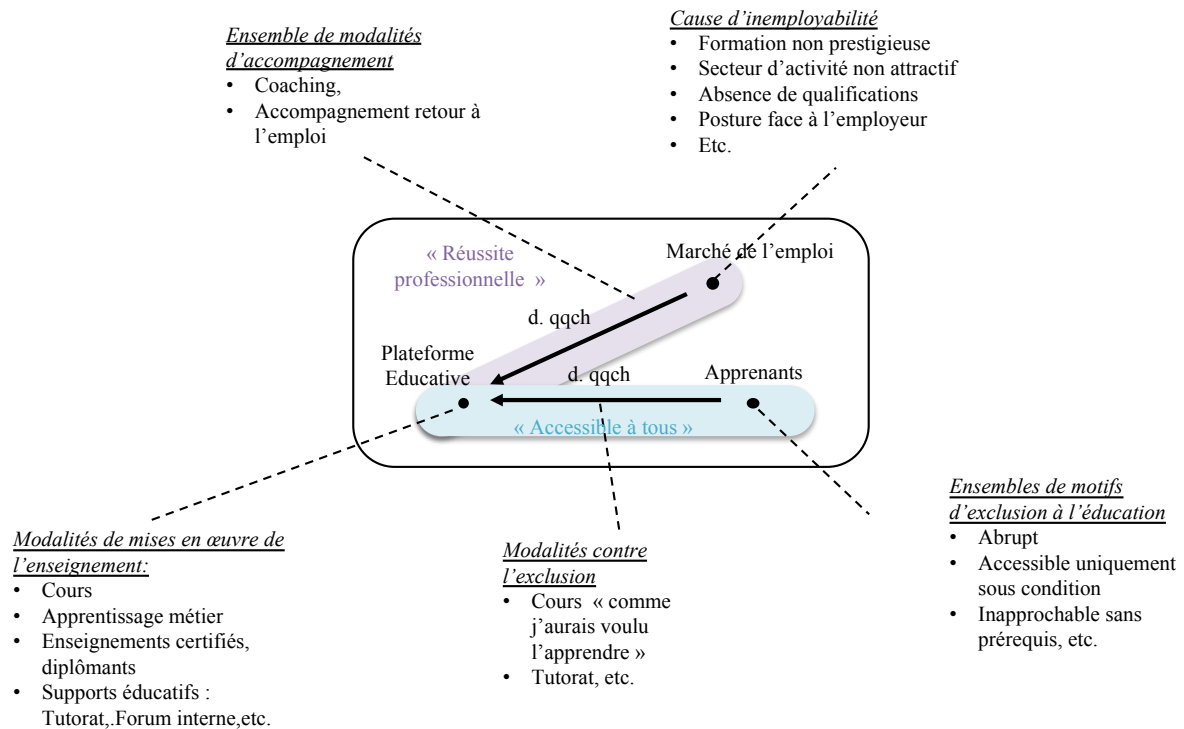 Ensemble de modalités
d'accompagnement
• Coaching,
• Accompagnement retour à
l'emploi
Cause d'inemployabilité
• Formation non prestigieuse
• Secteur d'activité non attractif
• Absence de qualifications
• Posture face à l'employeur
• Etc.
« Réussite
professionnelle »
Marché de l'emploi
d. qqch
Plateforme
Educative
d. qqch
Apprenants
« Accessible à tous »
Modalités de mises en œuvre de
l'enseignement:
• Cours
• Apprentissage métier
• Enseignements certifiés,
diplômants
• Supports éducatifs :
Tutorat,.Forum interne,etc.
Modalités contre
l'exclusion
• Cours « comme
j'aurais voulu
l'apprendre »
• Tutorat, etc.
Ensembles de motifs
d'exclusion à l'éducation
• Abrupt
• Accessible uniquement
sous condition
• Inapprochable sans
prérequis, etc.